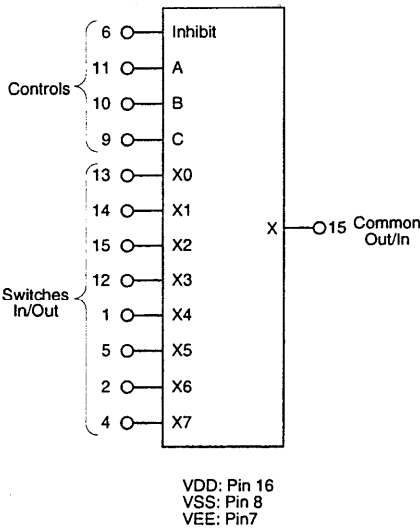 6 Inhibit
11 A
Controls
10 B
9 C
13 X0
14 X1
X 15 Common
Out/In
15 X2
12 X3
Switches
In/Out
1 X4
5 X5
2 X6
4 X7
VDD: Pin 16
VSS: Pin 8
VEE: Pin7